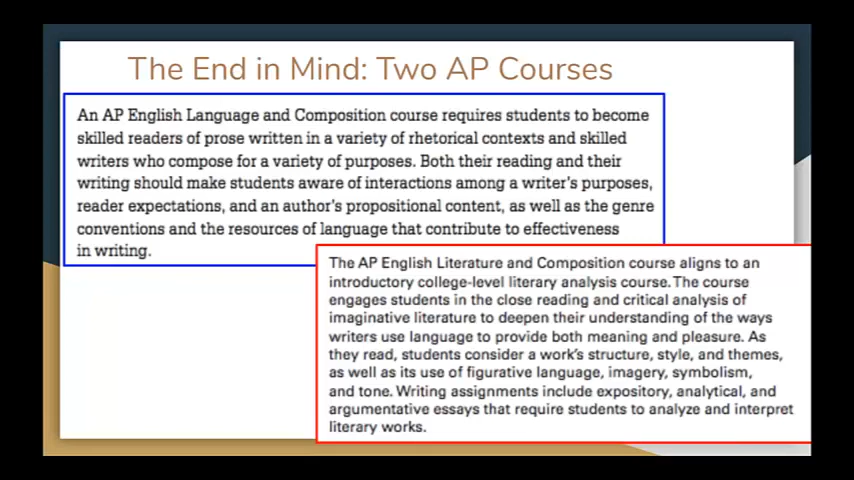 The End in Mind: Two AP Courses
An AP English Language and Composition course requires students to become
skilled readers of prose written in a variety of rhetorical contexts and skilled
writers who compose for a variety of purposes. Both their reading and their
writing should make students aware of interactions among a writer's purposes,
reader expectations, and an author's propositional content, as well as the genre
conventions and the resources of language that contribute to effectiveness
in writing.
The AP English Literature and Composition course aligns to an
introductory college-level literary analysis course. The course
engages students in the close reading and critical analysis of
imaginative literature to deepen their understanding of the ways
writers use language to provide both meaning and pleasure. As
they read, students consider a work's structure, style, and themes,
as well as its use of figurative language, imagery, symbolism,
and tone. Writing assignments include expository, analytical, and
argumentative essays that require students to analyze and interpret
literary works.